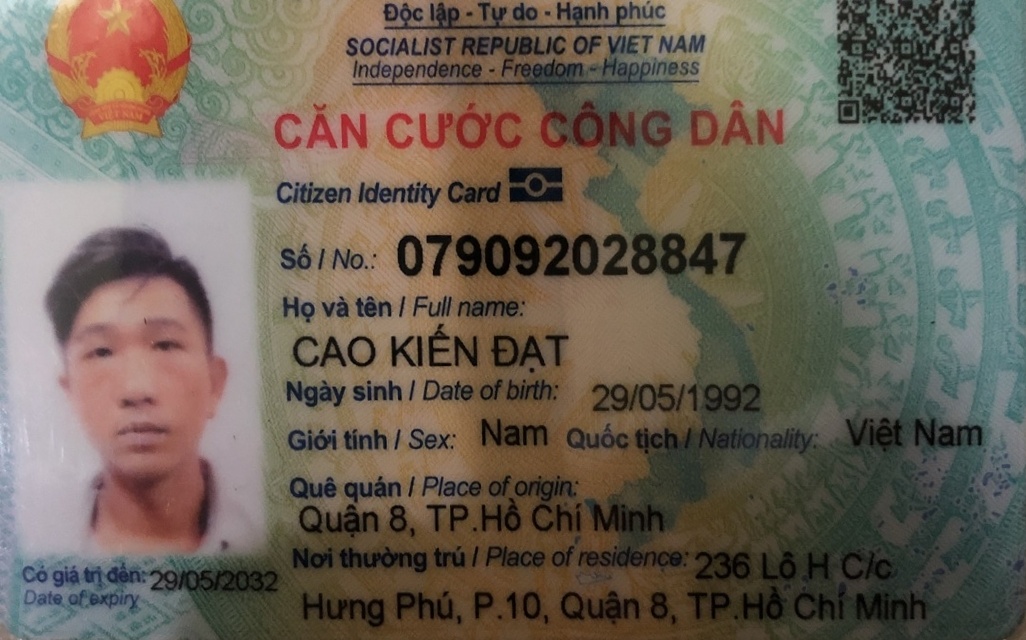 Độc lập - Tự do - Hạnh phúc
SOCIALIST REPUBLIC OF VIET NAM
Independence - Freedom - Happiness
CĂN CƯỚC CÔNG DÂN
Citizen Identity Card
Số / No.: 079092028847
Họ và tên / Full name:
CAO KIẾN ĐẠT
Ngày sinh / Date of birth: 29/05/1992
Giới tính / Sex: Nam Quốc tịch / Nationality: Việt Nam
Quê quán / Place of origin:
Quận 8, TP.Hồ Chí Minh
Nơi thường trú / Place of residence: 236 Lô H C/c
Hưng Phú, P.10, Quận 8, TP.Hồ Chí Minh
Có giá trị đến: 29/05/2032
Date of expiry